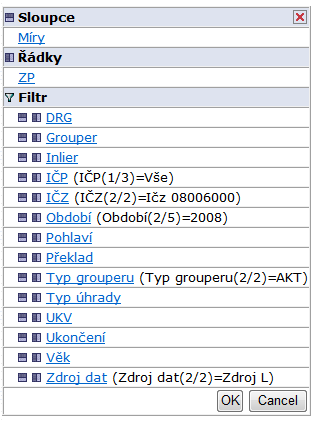 Sloupce
Míry
Řádky
ZP
Filtr
DRG
Grouper
Inlier
IČP (IČP(1/3)=Vše)
IČZ (IČZ(2/2)=Ičz 08006000)
Období (Období(2/5)=2008)
Pohlaví
Překlad
Typ grouperu (Typ grouperu(2/2)=AKT)
Typ úhrady
UKV
Ukončení
Věk
Zdroj dat (Zdroj dat(2/2)=Zdroj L)
OK Cancel